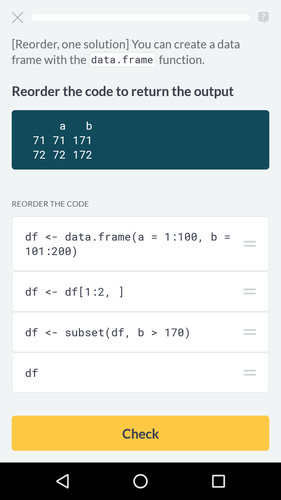 [Reorder, one solution] You can create a data
frame with the data.frame function.
Reorder the code to return the output
a b
71 71 171
72 72 172
REORDER THE CODE
df <- data.frame(a = 1:100, b =
101:200)
df <- df[1:2, ]
df <- subset(df, b > 170)
df
Check